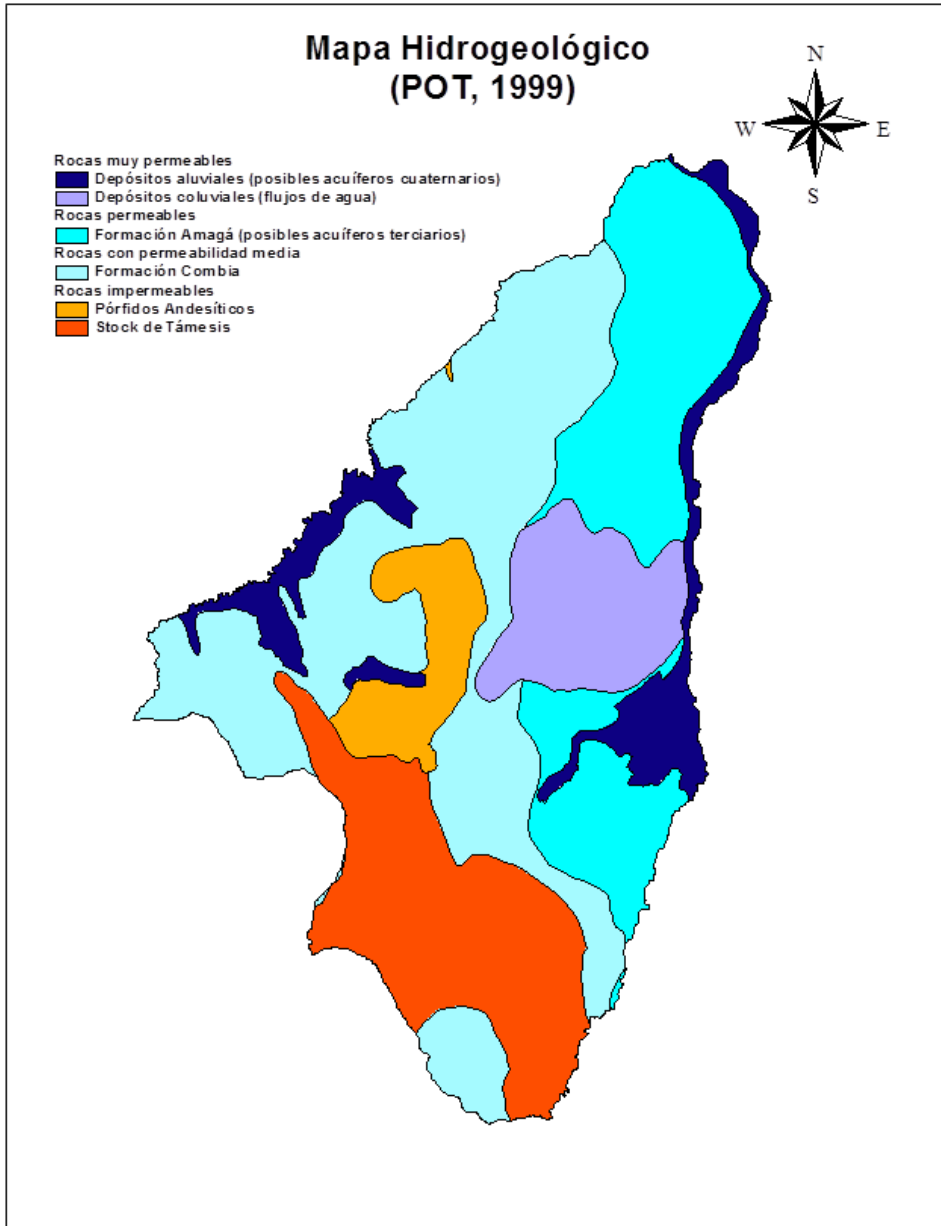 Mapa Hidrogeológico
(POT, 1999)
N
W E
S
Rocas muy permeables
Depósitos aluviales (posibles acuíferos cuaternarios)
Depósitos coluviales (flujos de agua)
Rocas permeables
Formación Amagá (posibles acuíferos terciarios)
Rocas con permeabilidad media
Formación Combia
Rocas impermeables
Pórfidos Andesíticos
Stock de Támesis